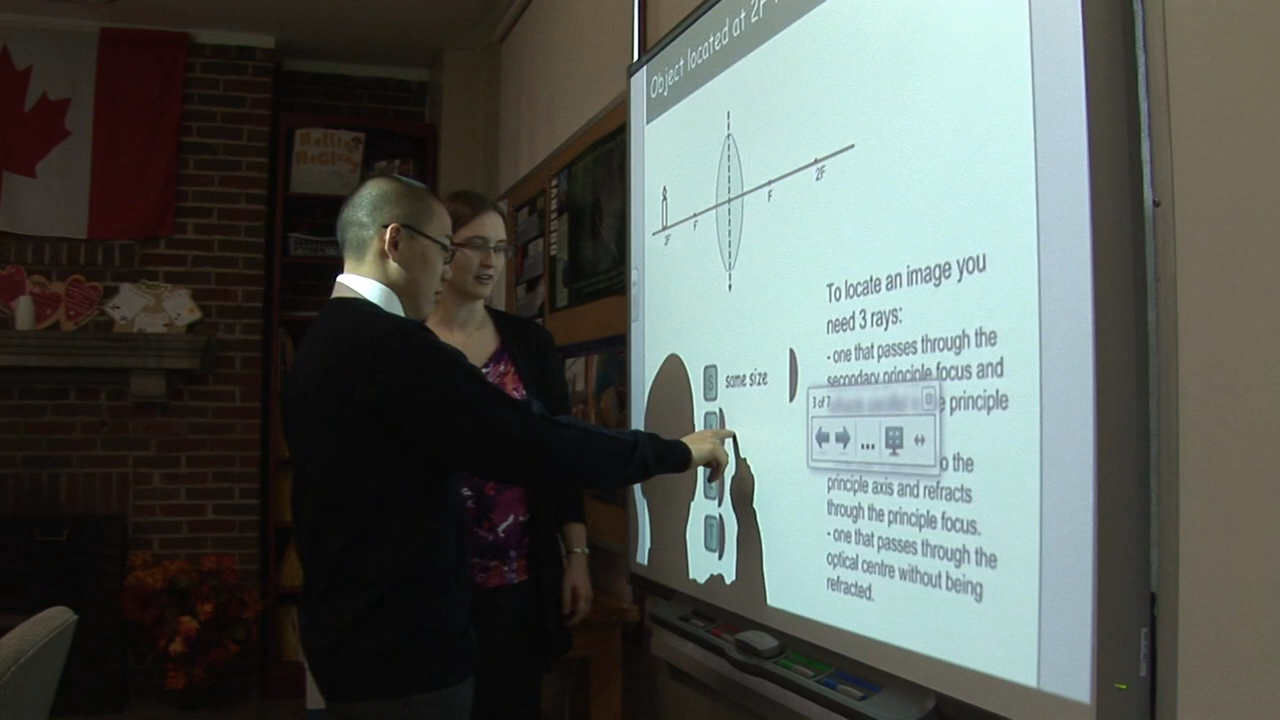 Object located at 2F
2F
F
F
2F
To locate an image you
need 3 rays:
- one that passes through the
secondary principle focus and
principle
S same size
3 of 7
...
o the
principle axis and refracts
through the principle focus.
- one that passes through the
optical centre without being
refracted.
T
Nellie
McClung